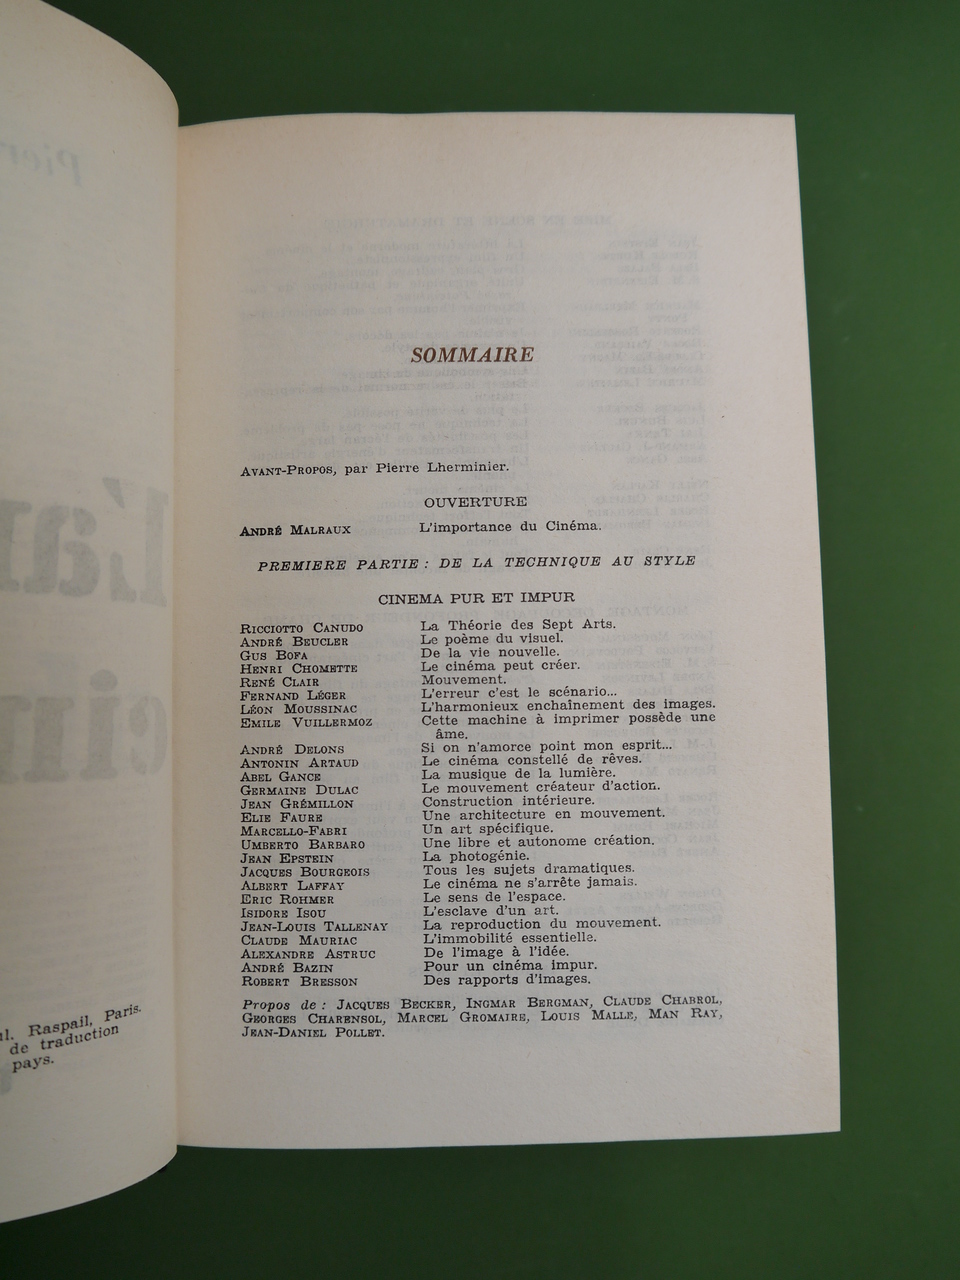 SOMMAIRE
AVANT-PROPOS, par Pierre Lherminier.
OUVERTURE
ANDRÉ MALRAUX L'importance du Cinéma.
PREMIERE PARTIE : DE LA TECHNIQUE AU STYLE
CINEMA PUR ET IMPUR
RICCIOTTO CANUDO La Théorie des Sept Arts.
ANDRÉ BEUCLER Le poème du visuel.
GUS BOFA De la vie nouvelle.
HENRI CHOMETTE Le cinéma peut créer.
RENÉ CLAIR Mouvement.
FERNAND LÉGER L'erreur c'est le scénario...
LÉON MOUSSINAC L'harmonieux enchaînement des images.
EMILE VUILLERMOZ Cette machine à imprimer possède une
âme.
ANDRÉ DELONS Si on n'amorce point mon esprit...
ANTONIN ARTAUD Le cinéma constellé de rêves.
ABEL GANCE La musique de la lumière.
GERMAINE DULAC Le mouvement créateur d'action.
JEAN GRÉMILLON Construction intérieure.
ELIE FAURE Une architecture en mouvement.
MARCELLO-FABRI Un art spécifique.
UMBERTO BARBARO Une libre et autonome création.
JEAN EPSTEIN La photogénie.
JACQUES BOURGEOIS Tous les sujets dramatiques.
ALBERT LAFFAY Le cinéma ne s'arrête jamais.
ERIC ROHMER Le sens de l'espace.
ISIDORE ISOU L'esclave d'un art.
JEAN-LOUIS TALLENAY La reproduction du mouvement.
CLAUDE MAURIAC L'immobilité essentielle.
ALEXANDRE ASTRUC De l'image à l'idée.
ANDRÉ BAZIN Pour un cinéma impur.
ROBERT BRESSON Des rapports d'images.
Propos de : JACQUES BECKER, INGMAR BERGMAN, CLAUDE CHABROL,
GEORGES CHARENSOL, MARCEL GROMAIRE, LOUIS MALLE, MAN RAY,
JEAN-DANIEL POLLET.
Raspail, Paris.
de traduction
pays.